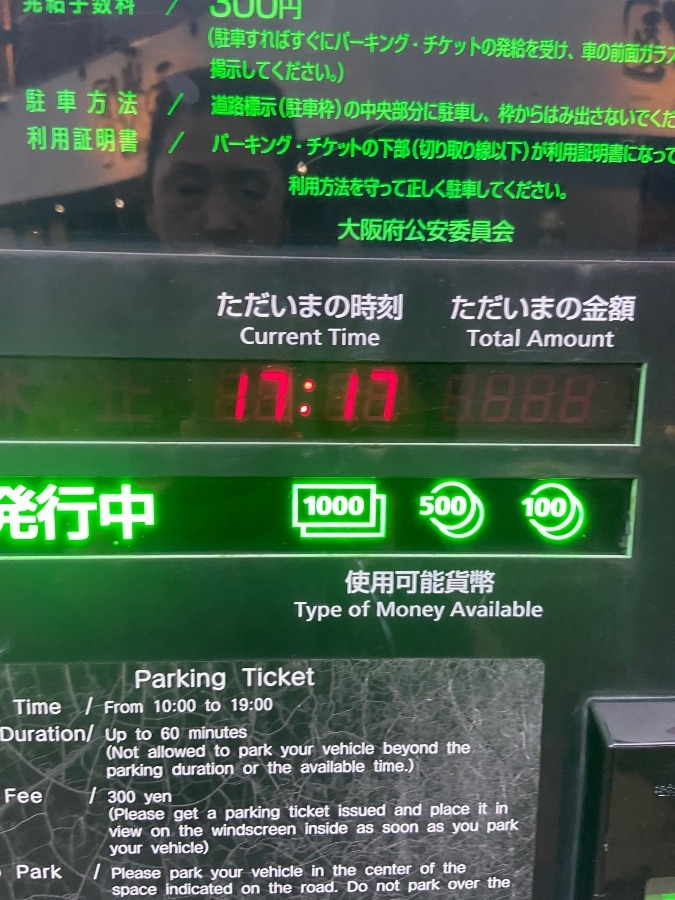 発給手数料 / 300円
(駐車すればすぐにパーキング・チケットの発給を受け、車の前面ガラス
掲示してください。)
駐車方法 / 道路標示(駐車枠)の中央部分に駐車し、枠からはみ出さないでくだ
利用証明書 / パーキング・チケットの下部(切り取り線以下)が利用証明書になって
利用方法を守って正しく駐車してください。
大阪府公安委員会
ただいまの時刻 ただいまの金額
Current Time Total Amount
休止 17:17
発行中 1000 500 100
使用可能貨幣
Type of Money Available
Parking Ticket
Time / From 10:00 to 19:00
Duration/ Up to 60 minutes
(Not allowed to park your vehicle beyond the
parking duration or the available time.)
Fee / 300 yen
(Please get a parking ticket issued and place it in
view on the windscreen inside as soon as you park
your vehicle)
Park / Please park your vehicle in the center of the
space indicated on the road. Do not park over the